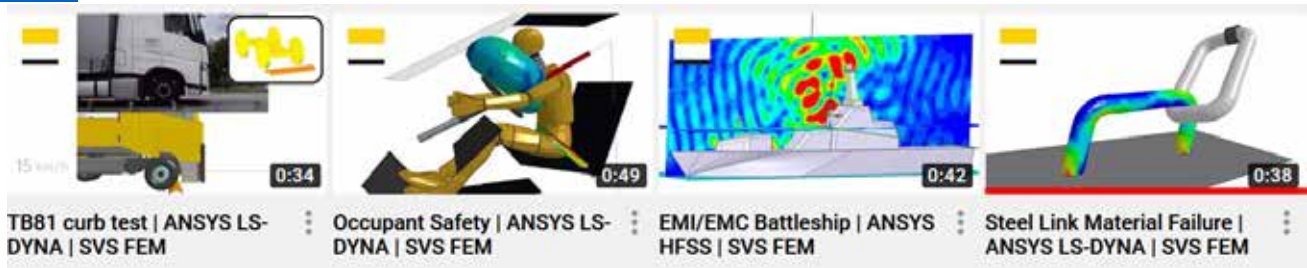 15 km/h
0:34
0:49
0:42
0:38
TB81 curb test | ANSYS LS-
DYNA | SVS FEM
Occupant Safety | ANSYS LS-
DYNA | SVS FEM
EMI/EMC Battleship | ANSYS
HFSS | SVS FEM
Steel Link Material Failure |
ANSYS LS-DYNA | SVS FEM